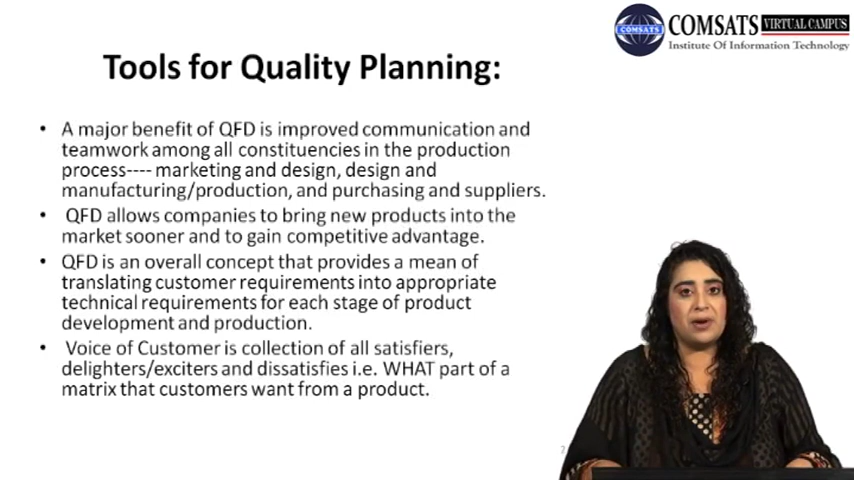 COMSATS
COMSATS VIRTUAL CAMPUS
Institute Of Information Technology
Tools for Quality Planning:
• A major benefit of QFD is improved communication and
teamwork among all constituencies in the production
process---- marketing and design, design and
manufacturing/production, and purchasing and suppliers.
• QFD allows companies to bring new products into the
market sooner and to gain competitive advantage.
• QFD is an overall concept that provides a mean of
translating customer requirements into appropriate
technical requirements for each stage of product
development and production.
• Voice of Customer is collection of all satisfiers,
delighters/exciters and dissatisfies i.e. WHAT part of a
matrix that customers want from a product.